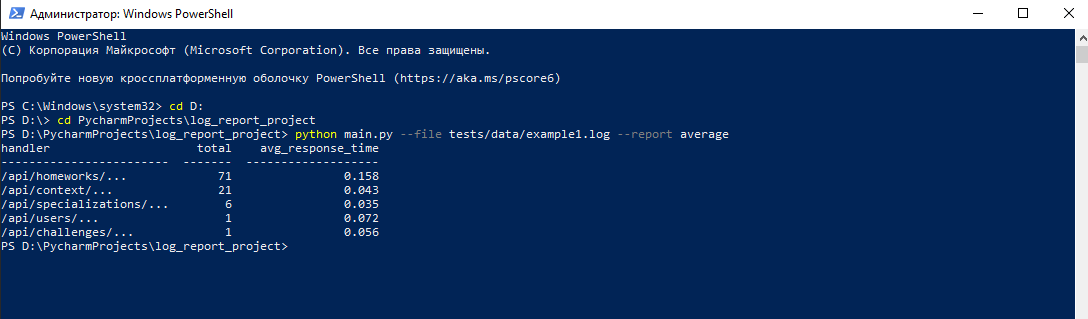 Администратор: Windows PowerShell
Windows PowerShell
(C) Корпорация Майкрософт (Microsoft Corporation). Все права защищены.
Попробуйте новую кроссплатформенную оболочку PowerShell (https://aka.ms/pscore6)
PS C:\Windows\system32> cd D:
PS D:\> cd PycharmProjects\log_report_project
PS D:\PycharmProjects\log_report_project> python main.py --file tests/data/example1.log --report average
handler total avg_response_time
------------------------ ------- -------------------
/api/homeworks/... 71 0.158
/api/context/... 21 0.043
/api/specializations/... 6 0.035
/api/users/... 1 0.072
/api/challenges/... 1 0.056
PS D:\PycharmProjects\log_report_project>